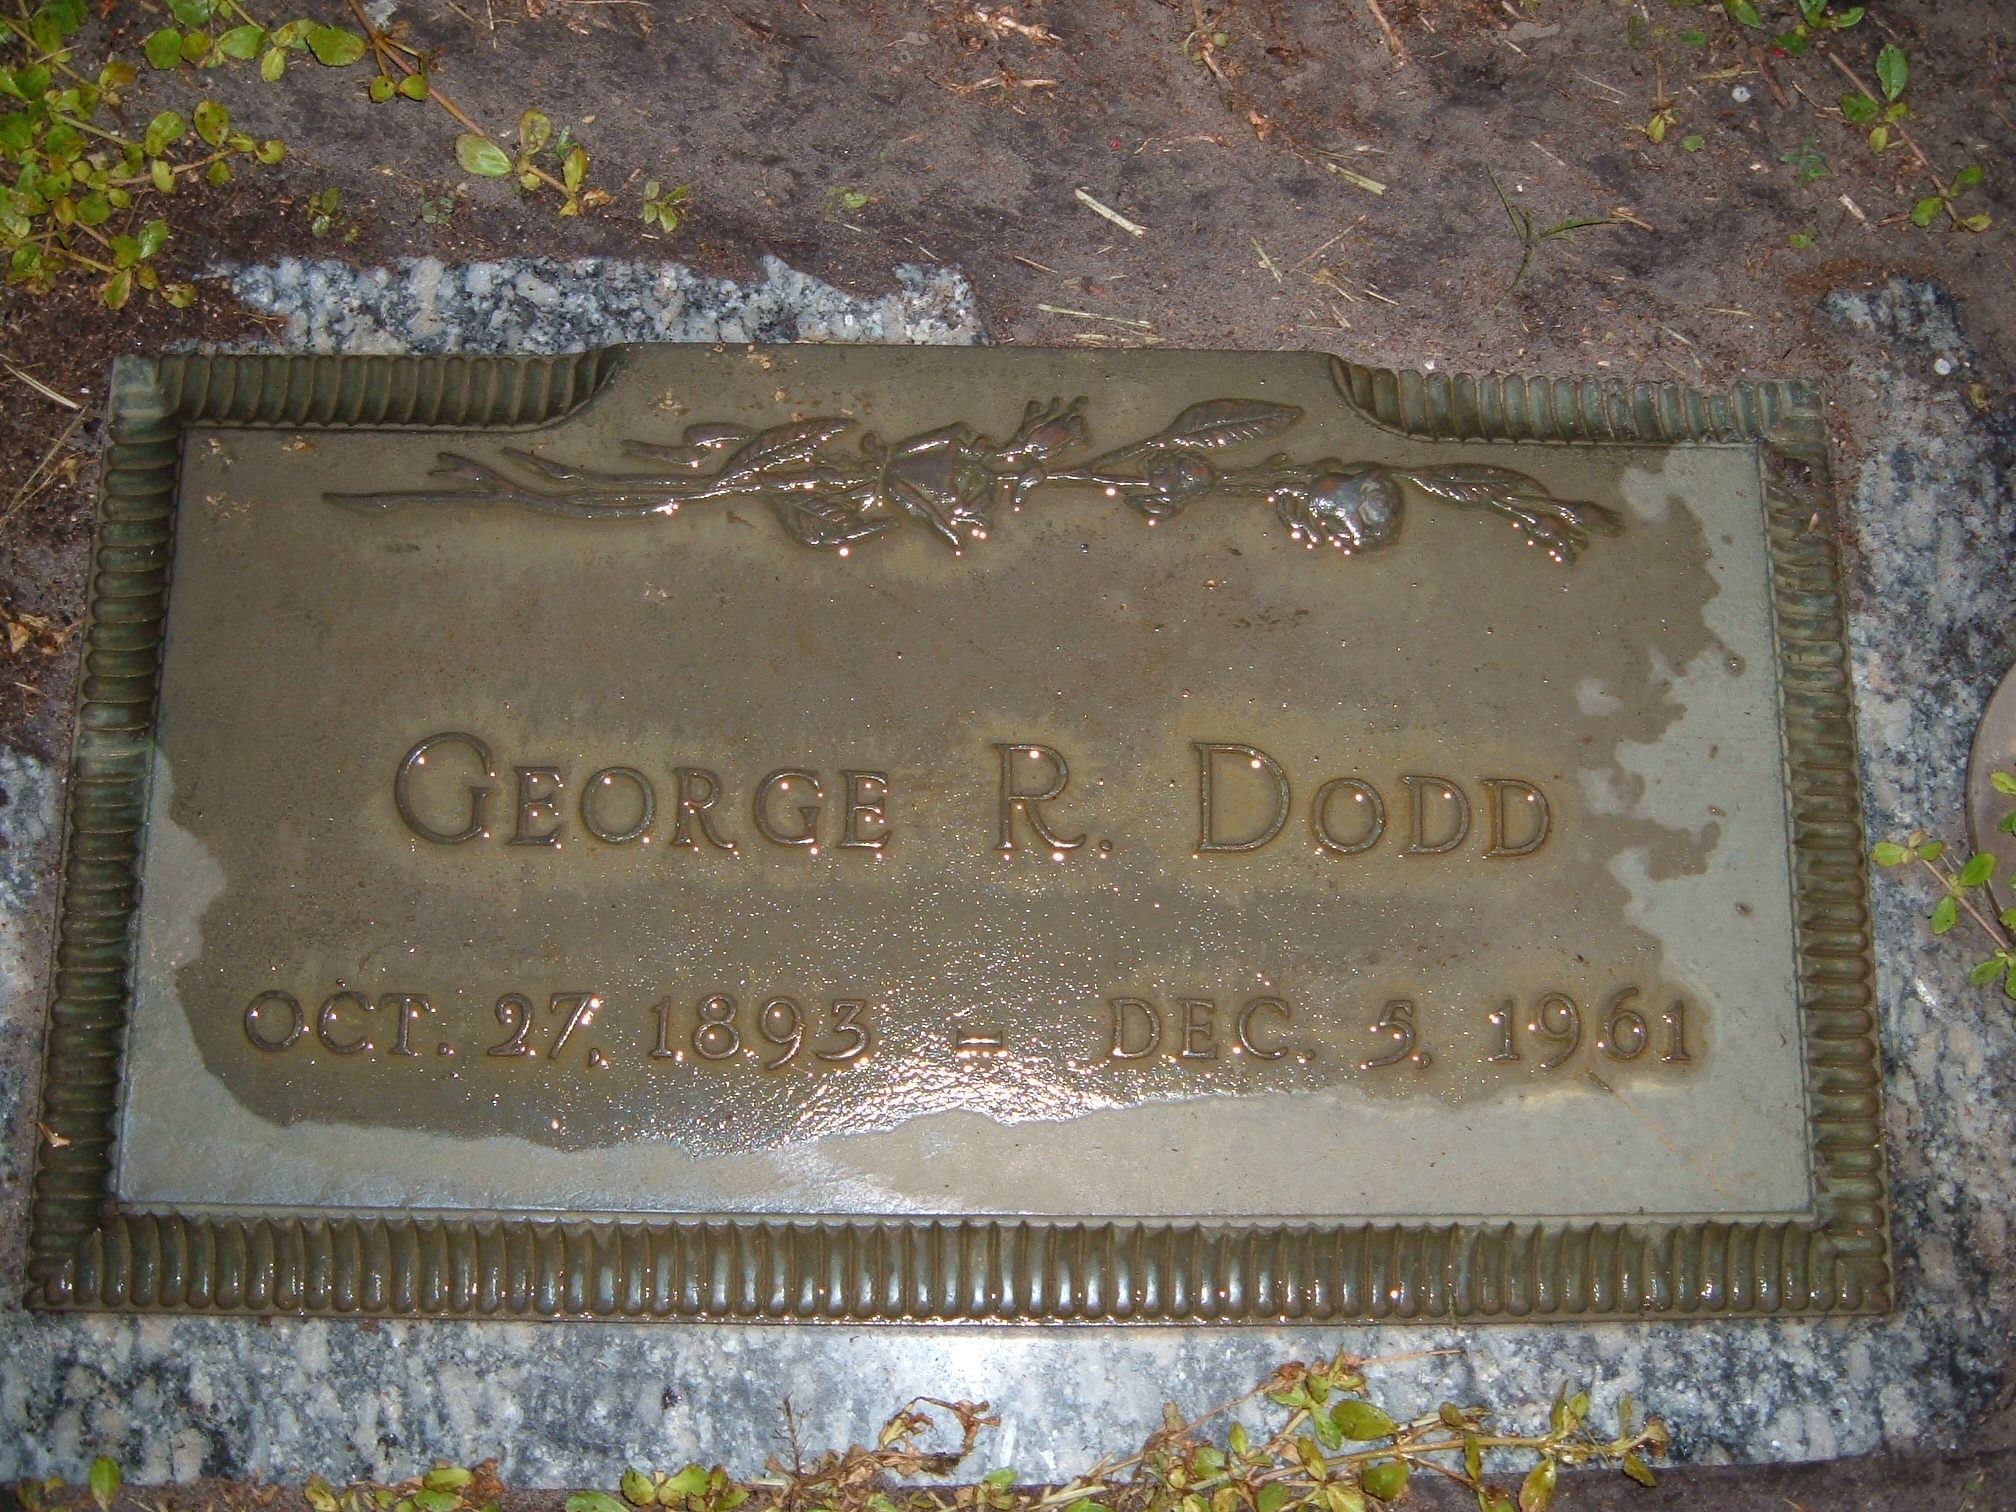 GEORGE R. DODD
OCT. 27, 1893 - DEC. 5, 1961